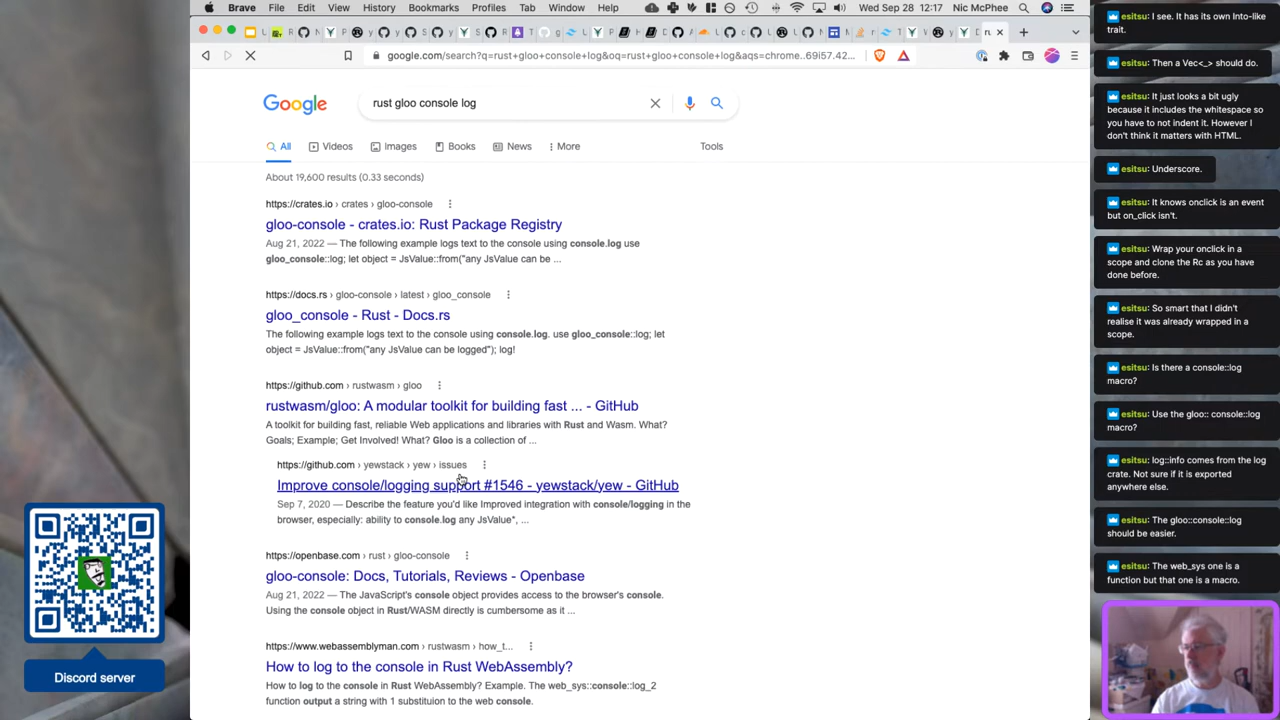 Brave File Edit View History Bookmarks Profiles Tab Window Help Wed Sep 28 12:17 Nic McPhee
google.com/search?q=rust+gloo+console+log&oq=rust+gloo+console+log&aqs=chrome..69i57.42...
Google
rust gloo console log
All Videos Images Books News More Tools
About 19,600 results (0.33 seconds)
https://crates.io › crates › gloo-console
gloo-console - crates.io: Rust Package Registry
Aug 21, 2022 — The following example logs text to the console using console.log use
gloo_console::log; let object = JsValue::from("any JsValue can be ...
https://docs.rs › gloo-console › latest › gloo_console
gloo_console - Rust - Docs.rs
The following example logs text to the console using console.log. use gloo_console::log; let
object = JsValue::from("any JsValue can be logged"); log!
https://github.com › rustwasm › gloo
rustwasm/gloo: A modular toolkit for building fast ... - GitHub
A toolkit for building fast, reliable Web applications and libraries with Rust and Wasm. What?
Goals; Example; Get Involved! What? Gloo is a collection of ...
https://github.com › yewstack › yew › issues
Improve console/logging support #1546 - yewstack/yew - GitHub
Sep 7, 2020 — Describe the feature you'd like Improved integration with console/logging in the
browser, especially: ability to console.log any JsValue*, ...
https://openbase.com › rust › gloo-console
gloo-console: Docs, Tutorials, Reviews - Openbase
Aug 21, 2022 — The JavaScript's console object provides access to the browser's console.
Using the console object in Rust/WASM directly is cumbersome as it ...
https://www.webassemblyman.com › rustwasm › how_t...
How to log to the console in Rust WebAssembly?
How to log to the console in Rust WebAssembly? Example. The web_sys::console::log_2
function output a string with 1 substituion to the web console.
Discord server
esitsu: I see. It has its own Into-like
trait.
esitsu: Then a Vec<_> should do.
esitsu: It just looks a bit ugly
because it includes the whitespace so
you have to not indent it. However I
don't think it matters with HTML.
esitsu: Underscore.
esitsu: It knows onclick is an event
but on_click isn't.
esitsu: Wrap your onclick in a
scope and clone the Rc as you have
done before.
esitsu: So smart that I didn't
realise it was already wrapped in a
scope.
esitsu: Is there a console::log
macro?
esitsu: Use the gloo:: console::log
macro?
esitsu: log::info comes from the log
crate. Not sure if it is exported
anywhere else.
esitsu: The gloo::console::log
should be easier.
esitsu: The web_sys one is a
function but that one is a macro.